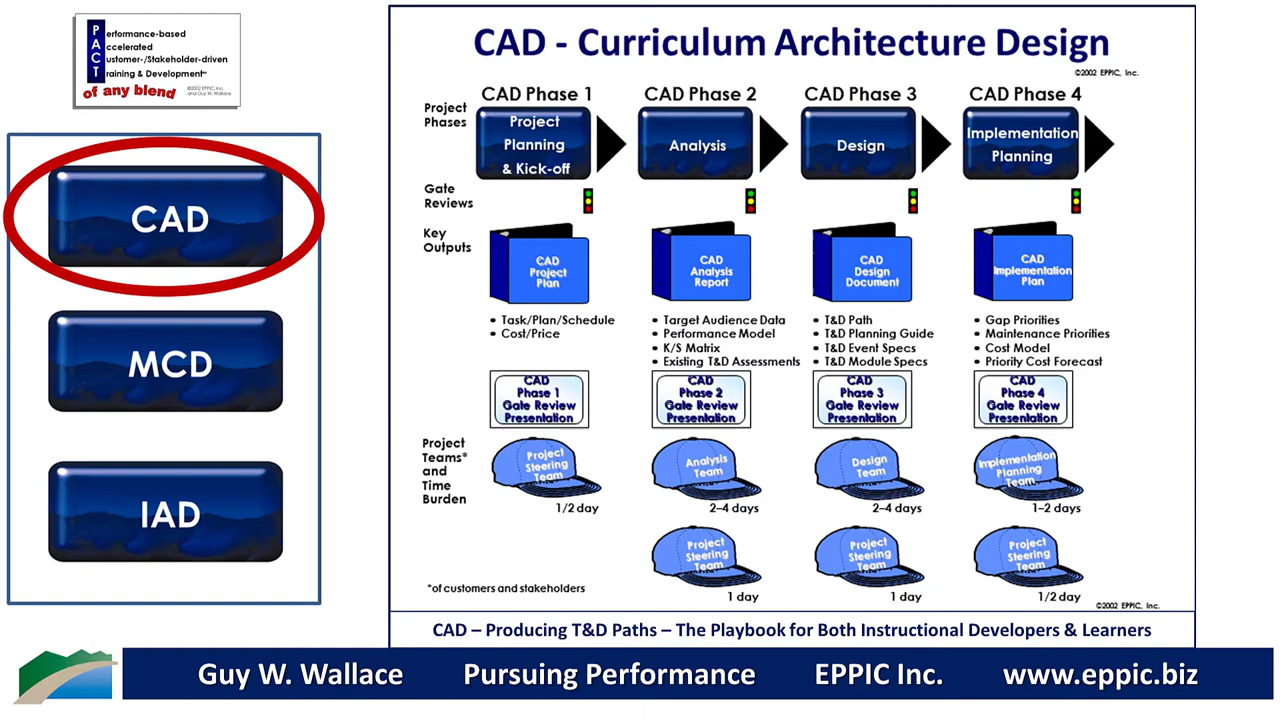 Performance-based
Accelerated
Customer-/Stakeholder-driven
Training & Development℠
of any blend
©2002 EPPIC, Inc.
and Guy W. Wallace
CAD
MCD
IAD
CAD - Curriculum Architecture Design
©2002 EPPIC, Inc.
CAD Phase 1 CAD Phase 2 CAD Phase 3 CAD Phase 4
Project
Phases
Project
Planning
& Kick-off
Analysis
Design
Implementation
Planning
Gate
Reviews
Key
Outputs
CAD
Project
Plan
CAD
Analysis
Report
CAD
Design
Document
CAD
Implementation
Plan
• Task/Plan/Schedule
• Cost/Price
• Target Audience Data
• Performance Model
• K/S Matrix
• Existing T&D Assessments
• T&D Path
• T&D Planning Guide
• T&D Event Specs
• T&D Module Specs
• Gap Priorities
• Maintenance Priorities
• Cost Model
• Priority Cost Forecast
CAD
Phase 1
Gate Review
Presentation
CAD
Phase 2
Gate Review
Presentation
CAD
Phase 3
Gate Review
Presentation
CAD
Phase 4
Gate Review
Presentation
Project
Teams*
and
Time
Burden
Project
Steering
Team
1/2 day
Analysis
Team
2–4 days
Design
Team
2–4 days
Implementation
Planning
Team
1–2 days
Project
Steering
Team
1 day
Project
Steering
Team
1 day
Project
Steering
Team
1/2 day
*of customers and stakeholders
©2002 EPPIC, Inc.
CAD – Producing T&D Paths – The Playbook for Both Instructional Developers & Learners
Guy W. Wallace Pursuing Performance EPPIC Inc. www.eppic.biz